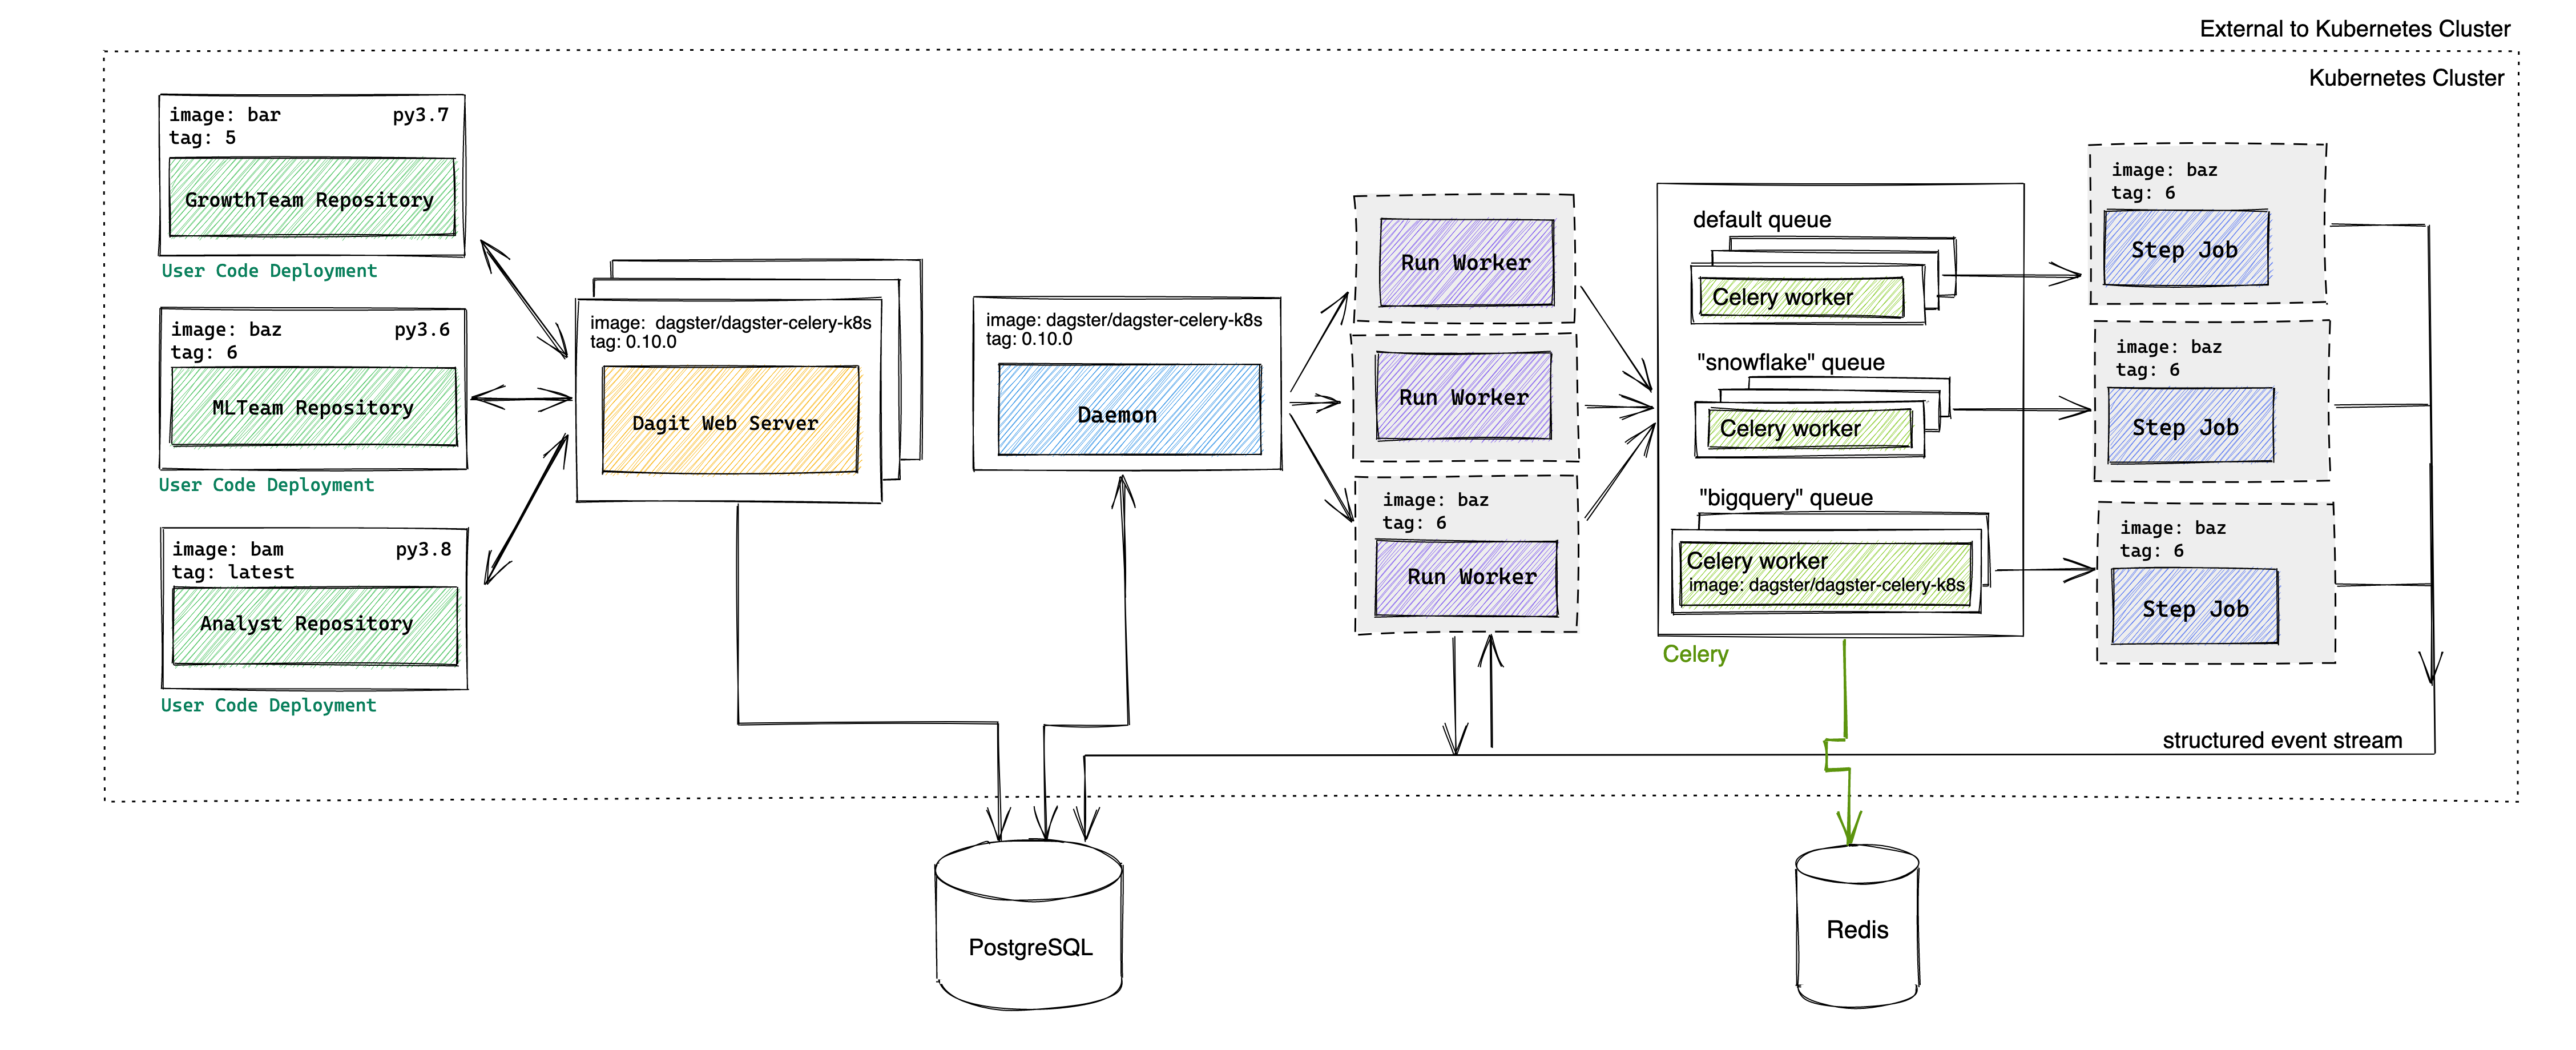 External to Kubernetes Cluster
Kubernetes Cluster
image: bar py3.7
tag: 5
GrowthTeam Repository
User Code Deployment
image: baz py3.6
tag: 6
MLTeam Repository
User Code Deployment
image: bam py3.8
tag: latest
Analyst Repository
User Code Deployment
image: dagster/dagster-celery-k8s
tag: 0.10.0
Dagit Web Server
image: dagster/dagster-celery-k8s
tag: 0.10.0
Daemon
Run Worker
Run Worker
image: baz
tag: 6
Run Worker
default queue
Celery worker
"snowflake" queue
Celery worker
"bigquery" queue
Celery worker
image: dagster/dagster-celery-k8s
Celery
image: baz
tag: 6
Step Job
image: baz
tag: 6
Step Job
image: baz
tag: 6
Step Job
structured event stream
PostgreSQL
Redis